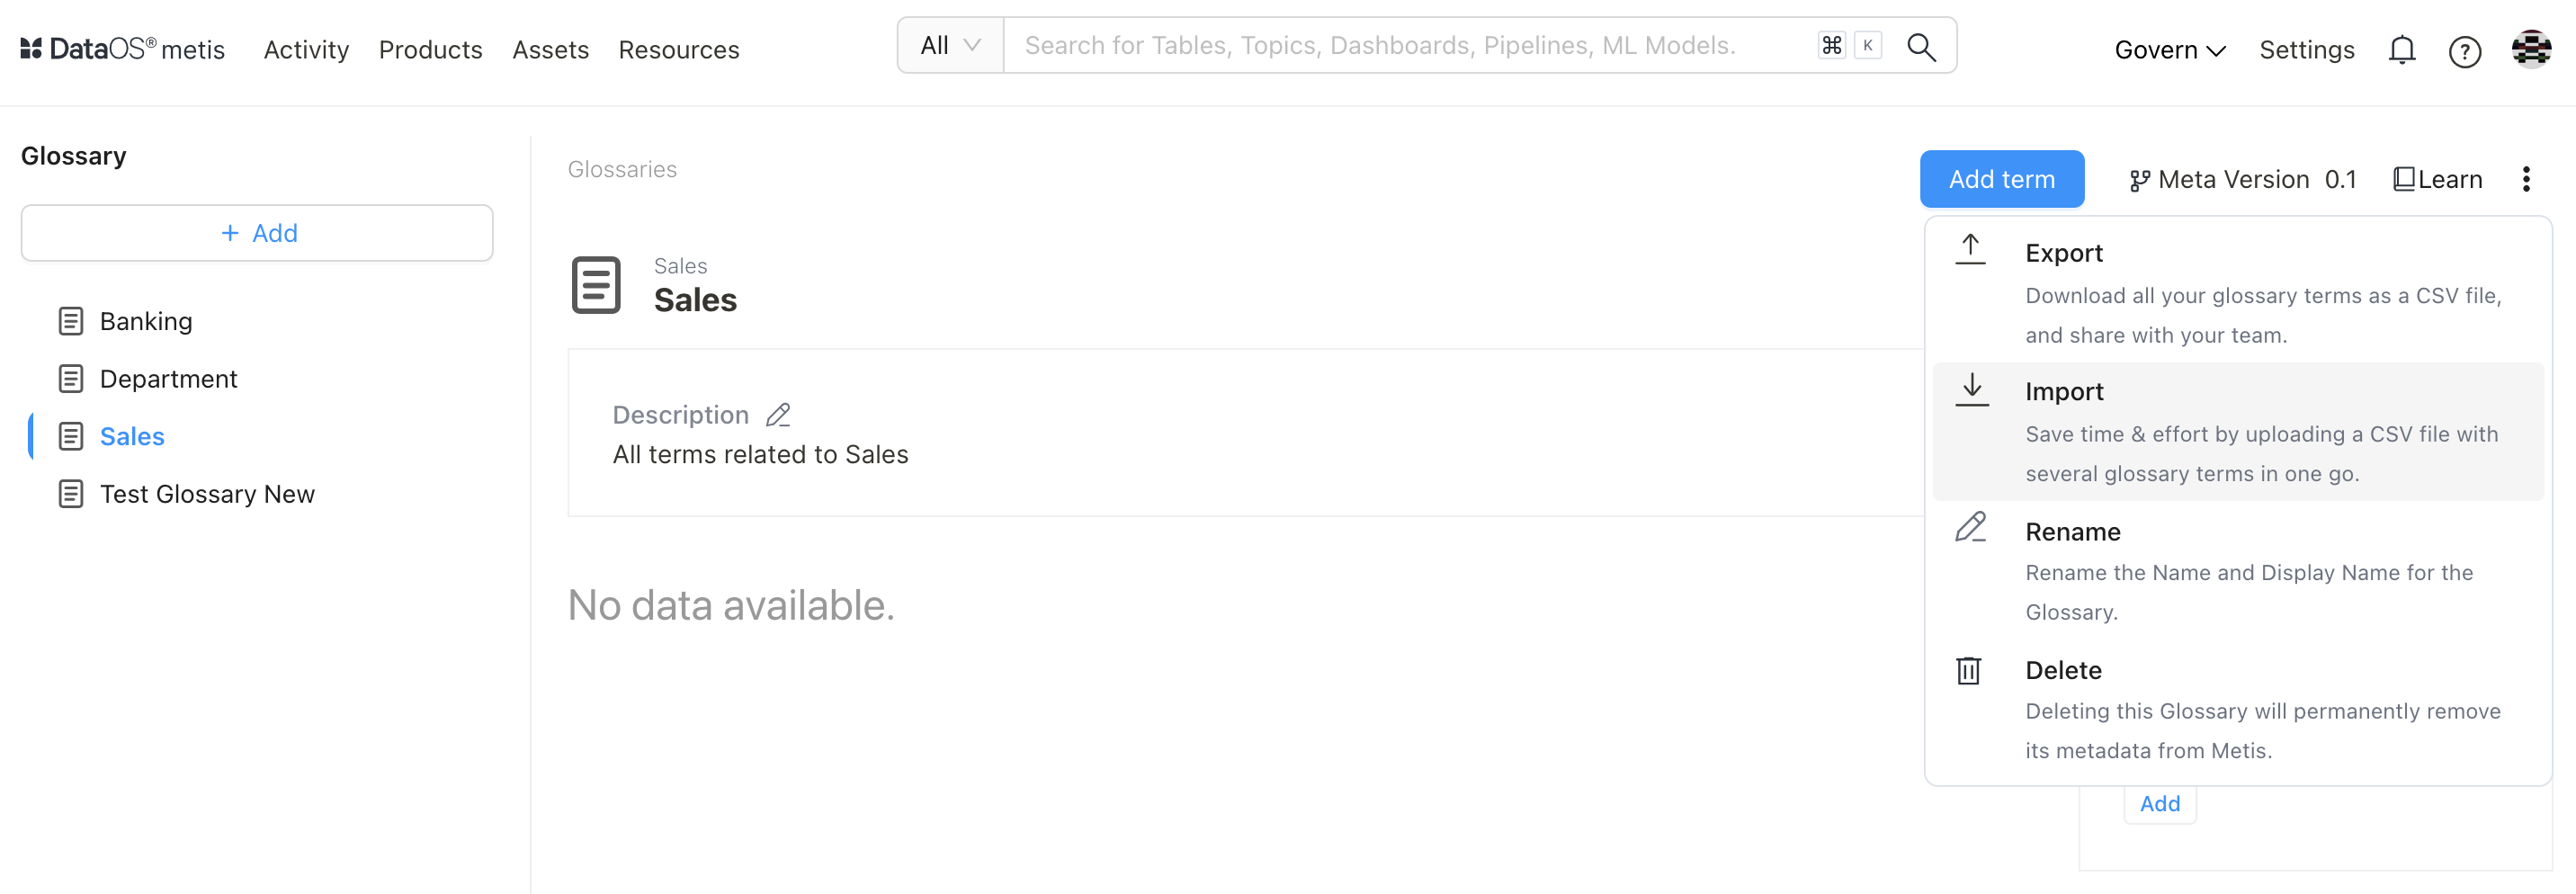 DataOS® metis
Activity
Products
Assets
Resources
All
Search for Tables, Topics, Dashboards, Pipelines, ML Models.
⌘ K
Govern
Settings
?
Glossary
+ Add
Banking
Department
Sales
Test Glossary New
Glossaries
Add term
Meta Version 0.1
Learn
Sales
Sales
Description
All terms related to Sales
No data available.
Export
Download all your glossary terms as a CSV file,
and share with your team.
Import
Save time & effort by uploading a CSV file with
several glossary terms in one go.
Rename
Rename the Name and Display Name for the
Glossary.
Delete
Deleting this Glossary will permanently remove
its metadata from Metis.
Add